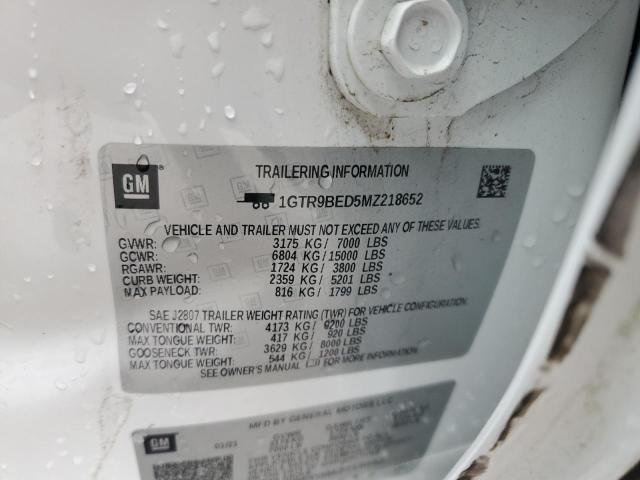 GM
TRAILERING INFORMATION
1GTR9BED5MZ218652
VEHICLE AND TRAILER MUST NOT EXCEED ANY OF THESE VALUES.
GVWR: 3175 KG/ 7000 LBS
GCWR: 6804 KG/15000 LBS
RGAWR: 1724 KG/ 3800 LBS
CURB WEIGHT: 2359 KG/ 5201 LBS
MAX PAYLOAD: 816 KG/ 1799 LBS
SAE J2807 TRAILER WEIGHT RATING (TWR) FOR VEHICLE CONFIGURATION.
CONVENTIONAL TWR: 4173 KG/ 9200 LBS
MAX TONGUE WEIGHT: 417 KG/ 920 LBS
GOOSENECK TWR: 3629 KG/ 8000 LBS
MAX TONGUE WEIGHT: 544 KG/ 1200 LBS
SEE OWNER'S MANUAL FOR MORE INFORMATION
GM
MFD BY GENERAL MOTORS LLC
01/21